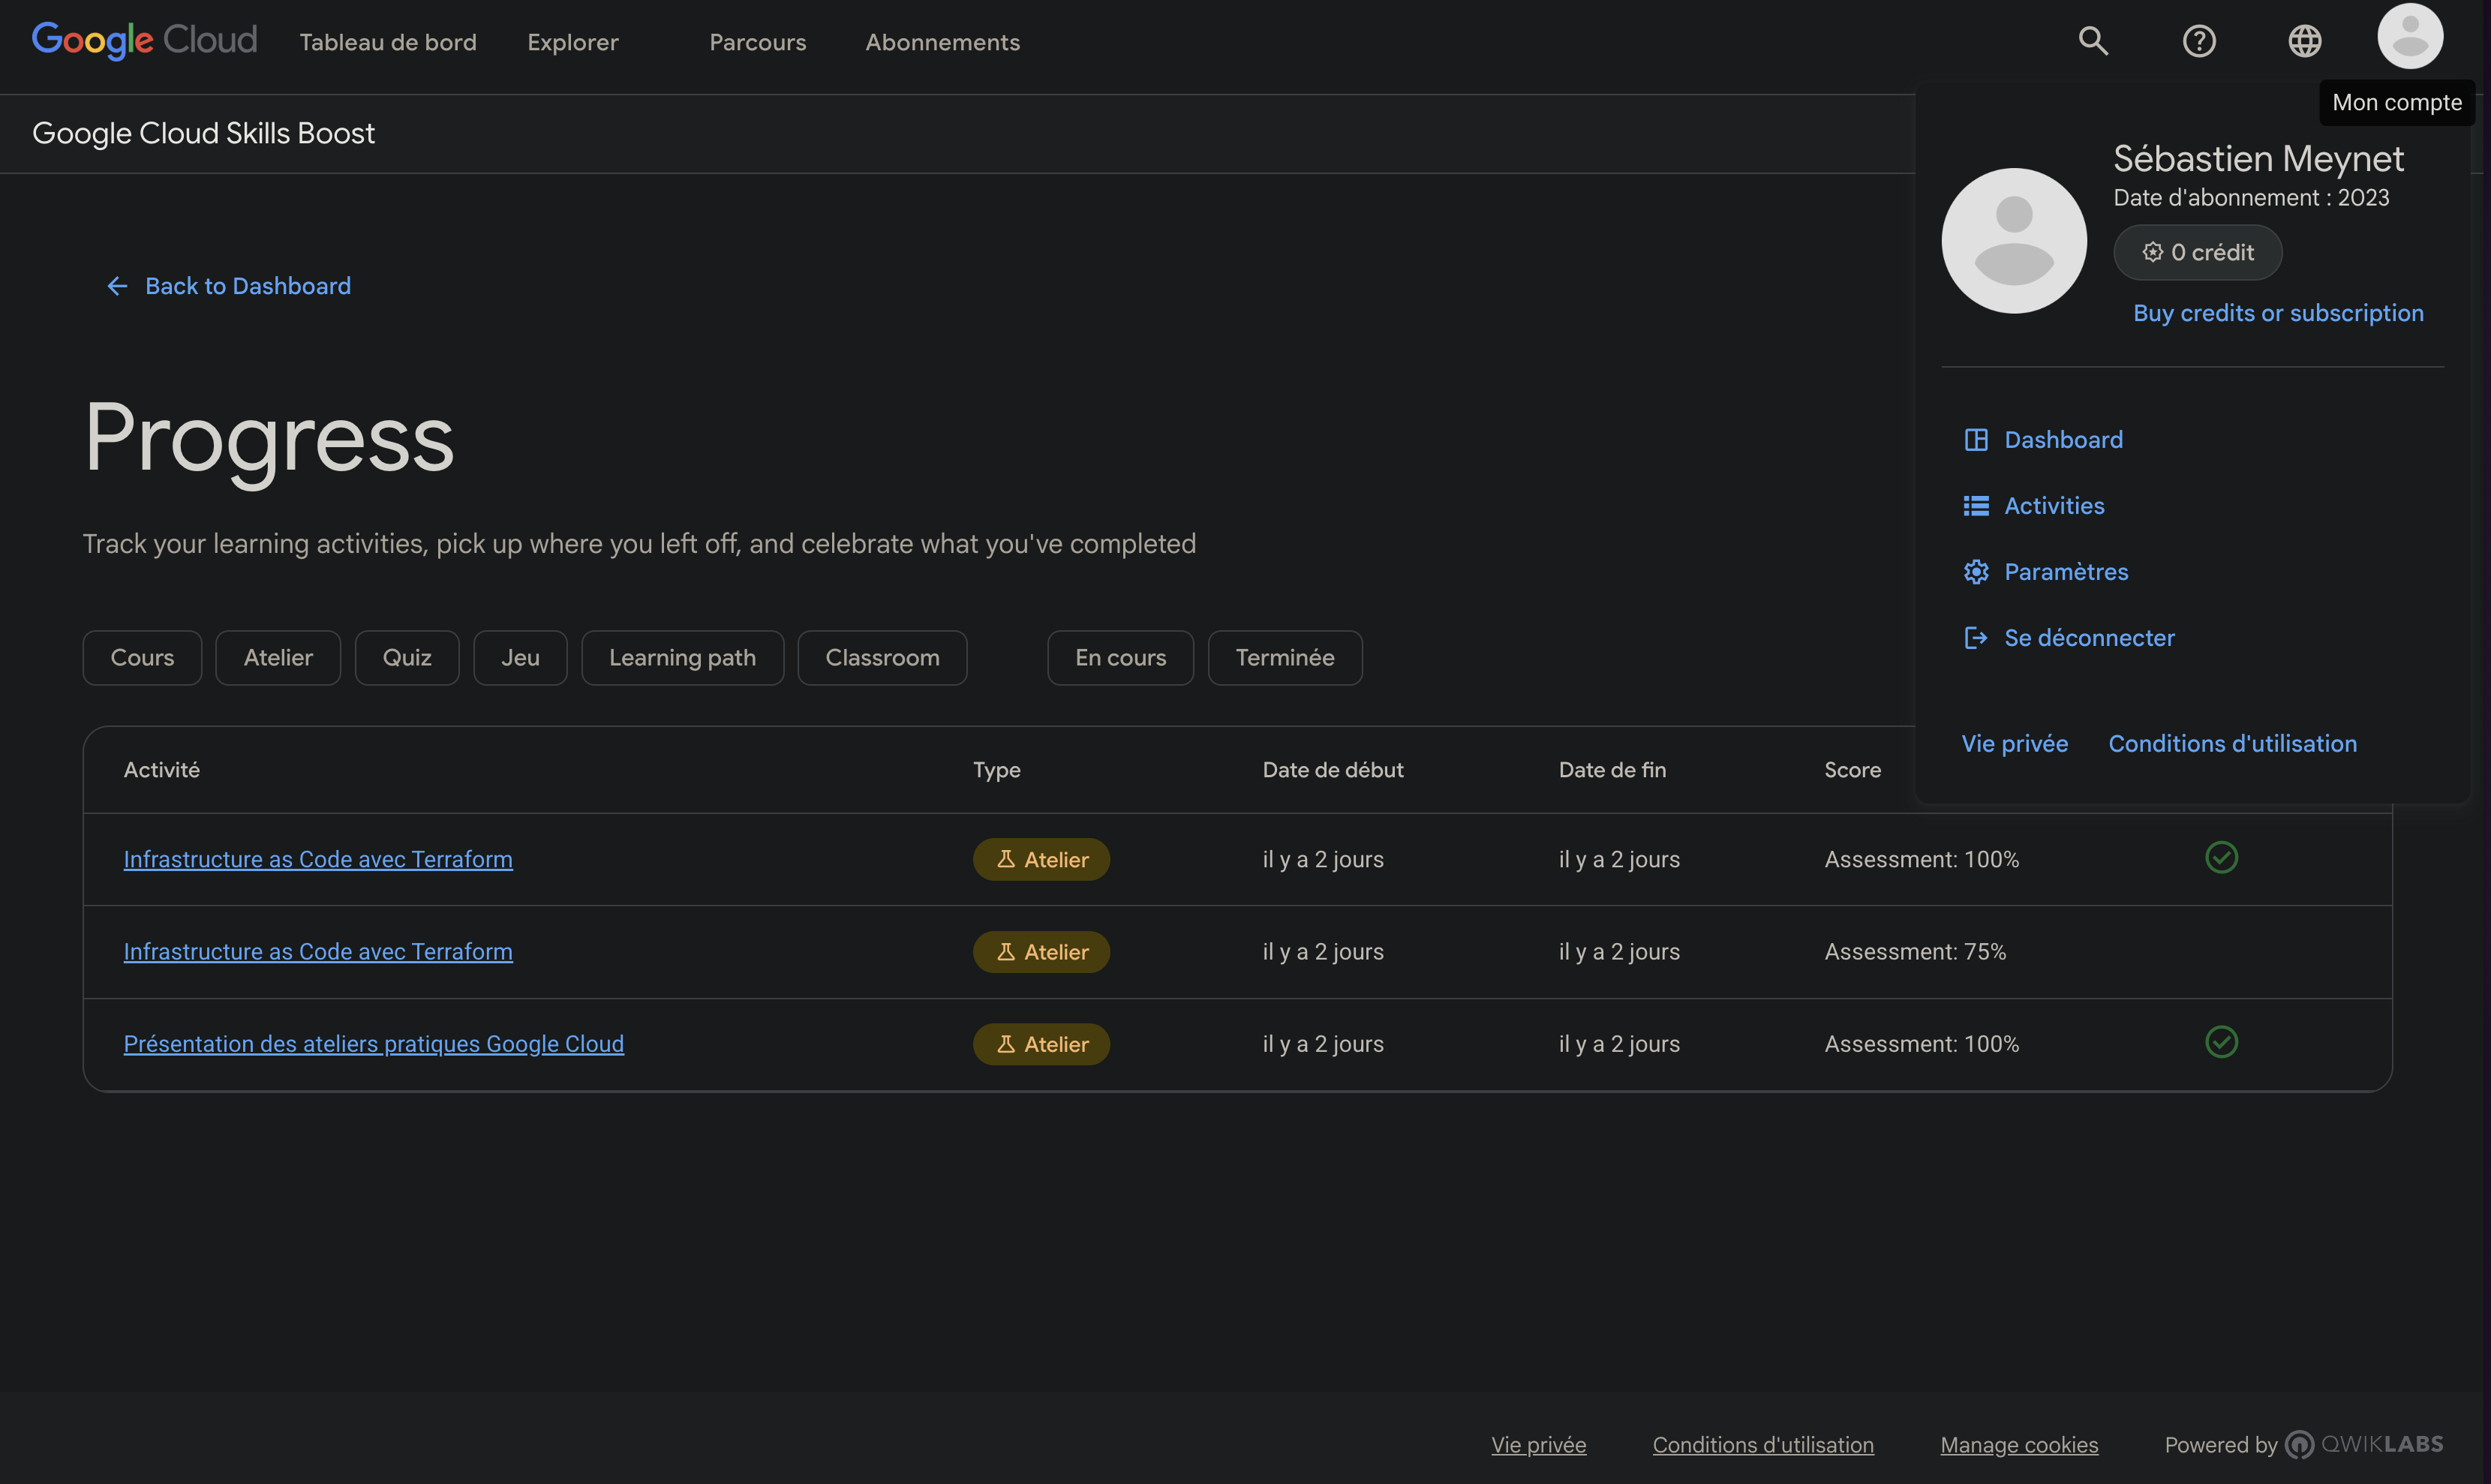 Google Cloud Tableau de bord Explorer Parcours Abonnements
Mon compte
Google Cloud Skills Boost
Sébastien Meynet
Date d'abonnement : 2023
0 crédit
Buy credits or subscription
Dashboard
Activities
Paramètres
Se déconnecter
Vie privée Conditions d'utilisation
Back to Dashboard
Progress
Track your learning activities, pick up where you left off, and celebrate what you've completed
Cours Atelier Quiz Jeu Learning path Classroom En cours Terminée
Activité Type Date de début Date de fin Score
Infrastructure as Code avec Terraform Atelier il y a 2 jours il y a 2 jours Assessment: 100%
Infrastructure as Code avec Terraform Atelier il y a 2 jours il y a 2 jours Assessment: 75%
Présentation des ateliers pratiques Google Cloud Atelier il y a 2 jours il y a 2 jours Assessment: 100%
Vie privée Conditions d'utilisation Manage cookies Powered by QWIKLABS